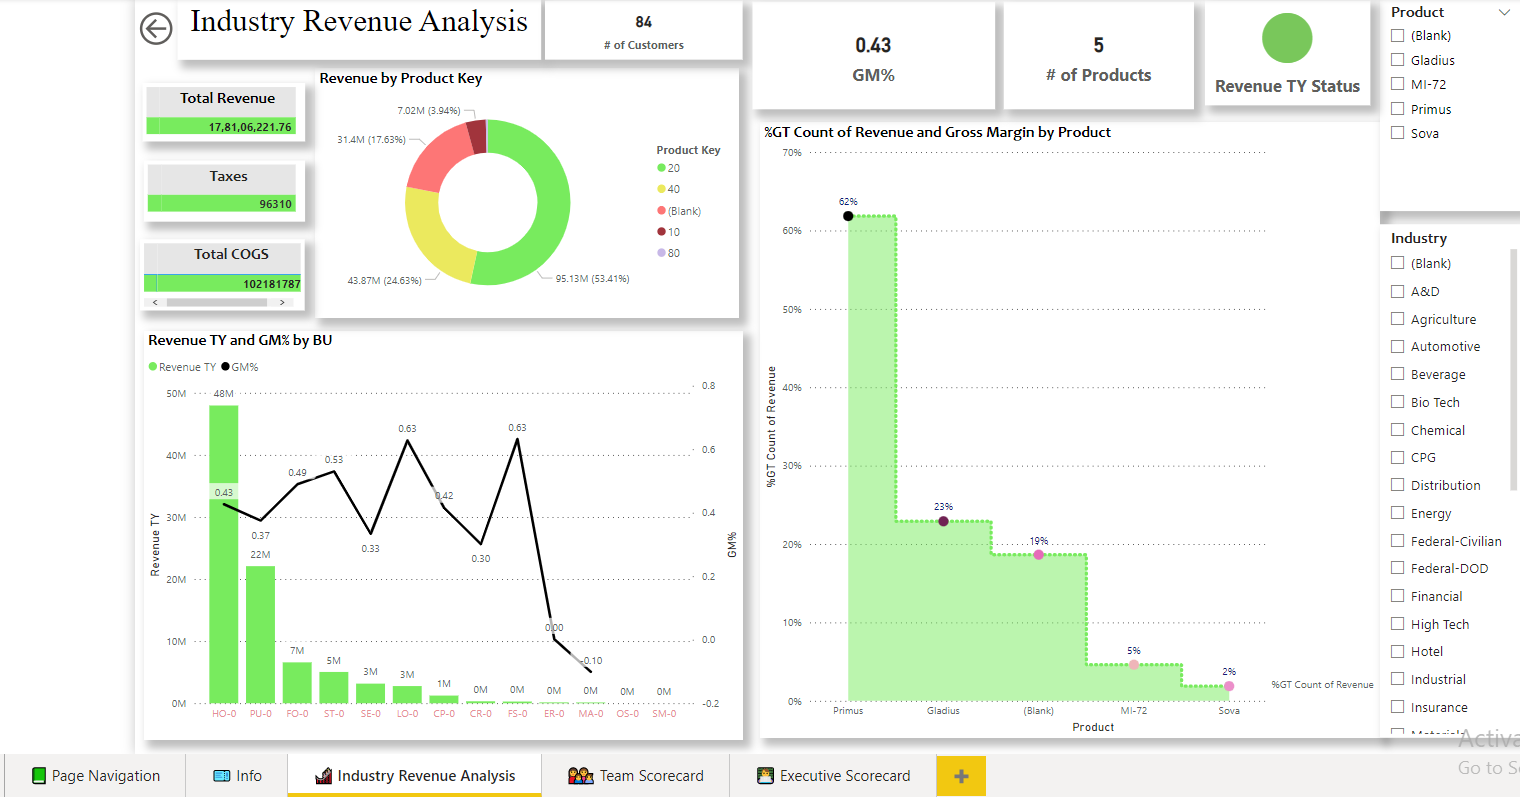 Industry Revenue Analysis
84
# of Customers
0.43
GM%
5
# of Products
Revenue TY Status
Product
(Blank)
Gladius
MI-72
Primus
Sova
Total Revenue
17,81,06,221.76
Taxes
96310
Total COGS
102181787
Revenue by Product Key
7.02M (3.94%)
31.4M (17.63%)
43.87M (24.63%)
95.13M (53.41%)
Product Key
20
40
(Blank)
10
80
Revenue TY and GM% by BU
Revenue TY GM%
Revenue TY
50M
40M
30M
20M
10M
0M
48M
22M
7M
5M
3M
3M
1M
0M
0M
0M
0M
0M
0M
0.43
0.37
0.49
0.53
0.33
0.63
0.42
0.30
0.63
0.00
-0.10
0.8
0.6
0.4
0.2
0.0
-0.2
GM%
HO-0 PU-0 FO-0 ST-0 SE-0 LO-0 CP-0 CR-0 FS-0 ER-0 MA-0 OS-0 SM-0
%GT Count of Revenue and Gross Margin by Product
%GT Count of Revenue
70%
60%
50%
40%
30%
20%
10%
0%
62%
23%
19%
5%
2%
%GT Count of Revenue
Primus Gladius (Blank) MI-72 Sova
Product
Industry
(Blank)
A&D
Agriculture
Automotive
Beverage
Bio Tech
Chemical
CPG
Distribution
Energy
Federal-Civilian
Federal-DOD
Financial
High Tech
Hotel
Industrial
Insurance
Go to
Page Navigation
Info
Industry Revenue Analysis
Team Scorecard
Executive Scorecard
+